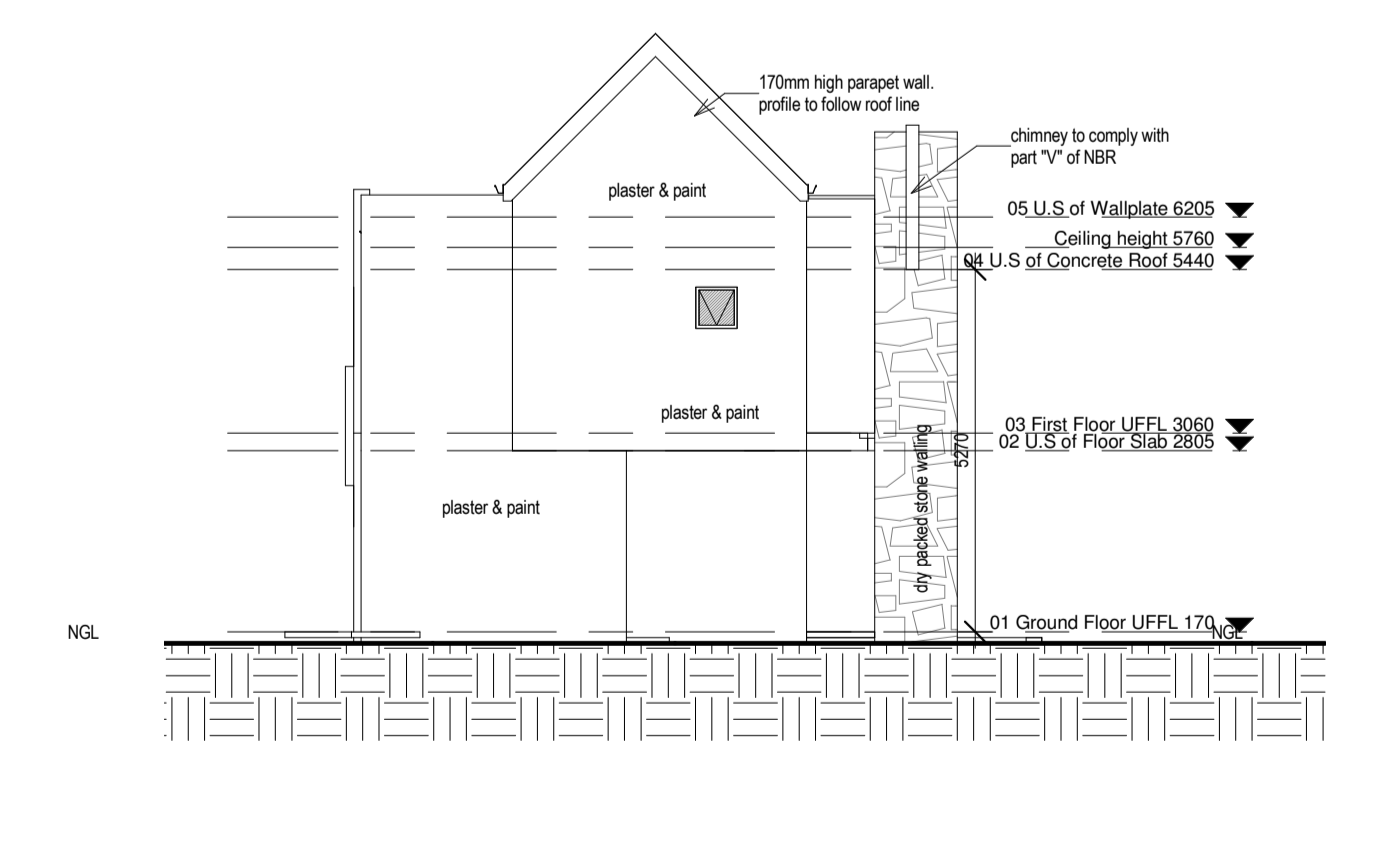 170mm high parapet wall.
profile to follow roof line
chimney to comply with
part "V" of NBR
plaster & paint
05 U.S of Wallplate 6205
Ceiling height 5760
04 U.S of Concrete Roof 5440
plaster & paint
03 First Floor UFFL 3060
02 U.S of Floor Slab 2805
5270
dry packed stone walling
plaster & paint
01 Ground Floor UFFL 170
NGL
NGL